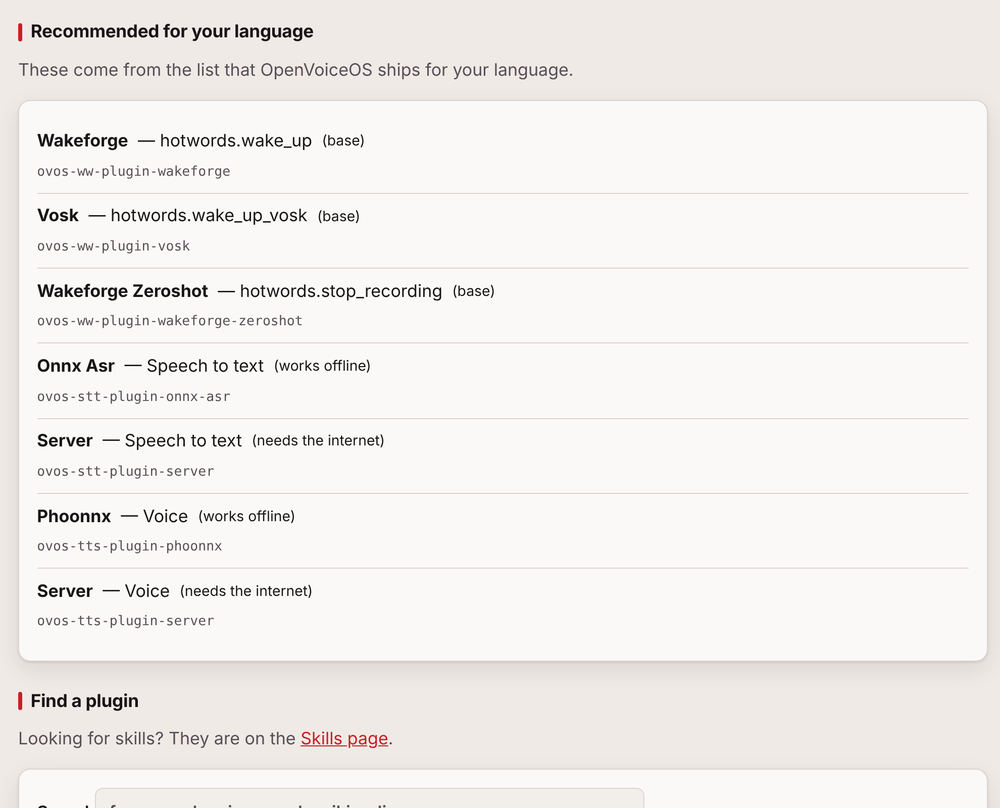 Recommended for your language
These come from the list that OpenVoiceOS ships for your language.
Wakeforge — hotwords.wake_up (base)
ovos-ww-plugin-wakeforge
Vosk — hotwords.wake_up_vosk (base)
ovos-ww-plugin-vosk
Wakeforge Zeroshot — hotwords.stop_recording (base)
ovos-ww-plugin-wakeforge-zeroshot
Onnx Asr — Speech to text (works offline)
ovos-stt-plugin-onnx-asr
Server — Speech to text (needs the internet)
ovos-stt-plugin-server
Phoonnx — Voice (works offline)
ovos-tts-plugin-phoonnx
Server — Voice (needs the internet)
ovos-tts-plugin-server
Find a plugin
Looking for skills? They are on the Skills page.